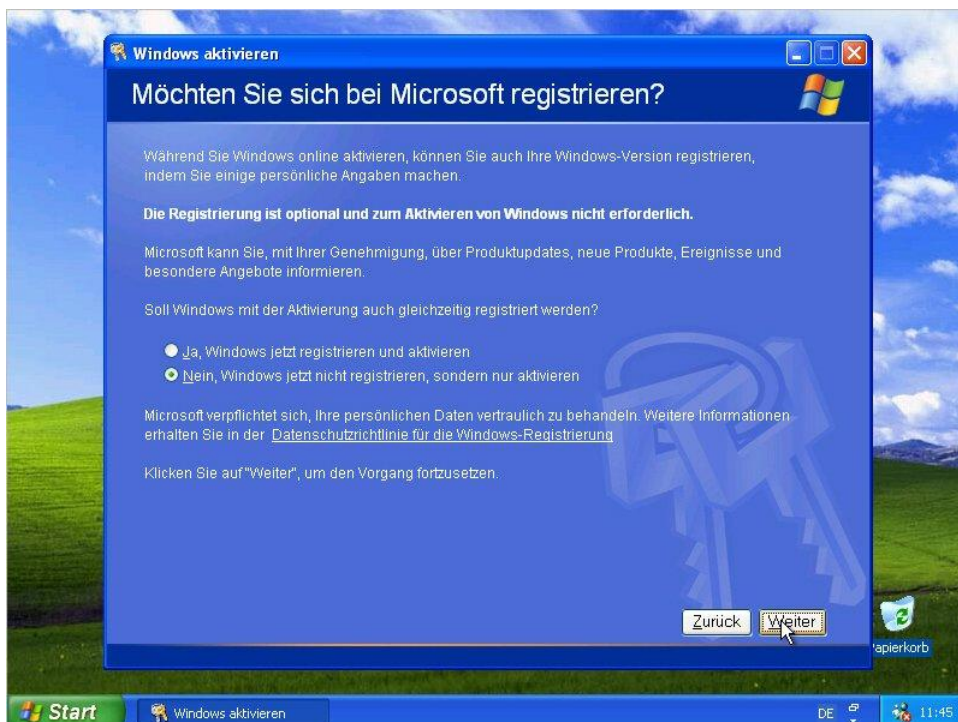 Windows aktivieren
Möchten Sie sich bei Microsoft registrieren?
Während Sie Windows online aktivieren, können Sie auch Ihre Windows-Version registrieren,
indem Sie einige persönliche Angaben machen.
Die Registrierung ist optional und zum Aktivieren von Windows nicht erforderlich.
Microsoft kann Sie, mit Ihrer Genehmigung, über Produktupdates, neue Produkte, Ereignisse und
besondere Angebote informieren.
Soll Windows mit der Aktivierung auch gleichzeitig registriert werden?
Ja, Windows jetzt registrieren und aktivieren
Nein, Windows jetzt nicht registrieren, sondern nur aktivieren
Microsoft verpflichtet sich, Ihre persönlichen Daten vertraulich zu behandeln. Weitere Informationen
erhalten Sie in der Datenschutzrichtlinie für die Windows-Registrierung
Klicken Sie auf "Weiter", um den Vorgang fortzusetzen.
Zurück Weiter
Papierkorb
Start Windows aktivieren DE 11:45